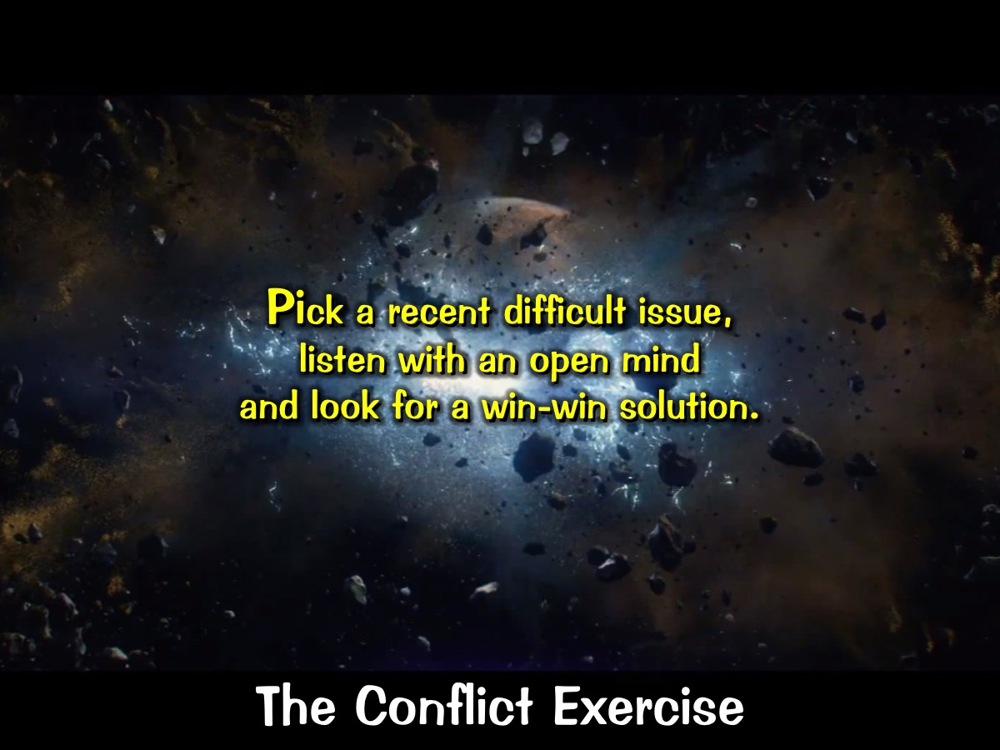 Pick a recent difficult issue,
listen with an open mind
and look for a win-win solution.
The Conflict Exercise